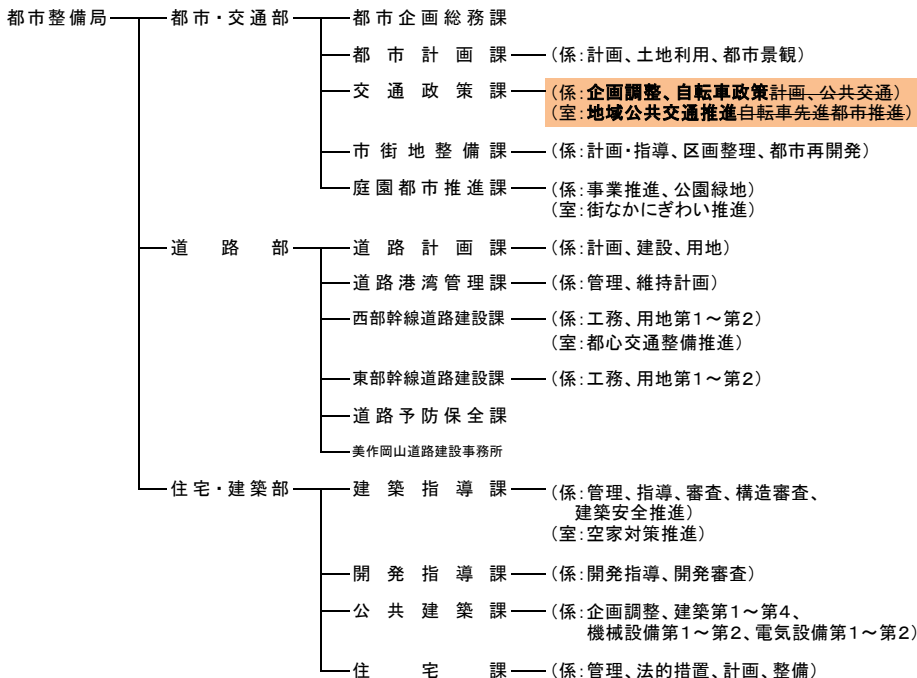 都市整備局 都市・交通部 都市企画総務課
都市計画課 (係:計画、土地利用、都市景観)
交通政策課 (係:企画調整、自転車政策計画、公共交通)
(室:地域公共交通推進自転車先進都市推進)
市街地整備課 (係:計画・指導、区画整理、都市再開発)
庭園都市推進課 (係:事業推進、公園緑地)
(室:街なかにぎわい推進)
道路部 道路計画課 (係:計画、建設、用地)
道路港湾管理課 (係:管理、維持計画)
西部幹線道路建設課 (係:工務、用地第1~第2)
(室:都心交通整備推進)
東部幹線道路建設課 (係:工務、用地第1~第2)
道路予防保全課
美作岡山道路建設事務所
住宅・建築部 建築指導課 (係:管理、指導、審査、構造審査、
建築安全推進)
(室:空家対策推進)
開発指導課 (係:開発指導、開発審査)
公共建築課 (係:企画調整、建築第1~第4、
機械設備第1~第2、電気設備第1~第2)
住宅課 (係:管理、法的措置、計画、整備)